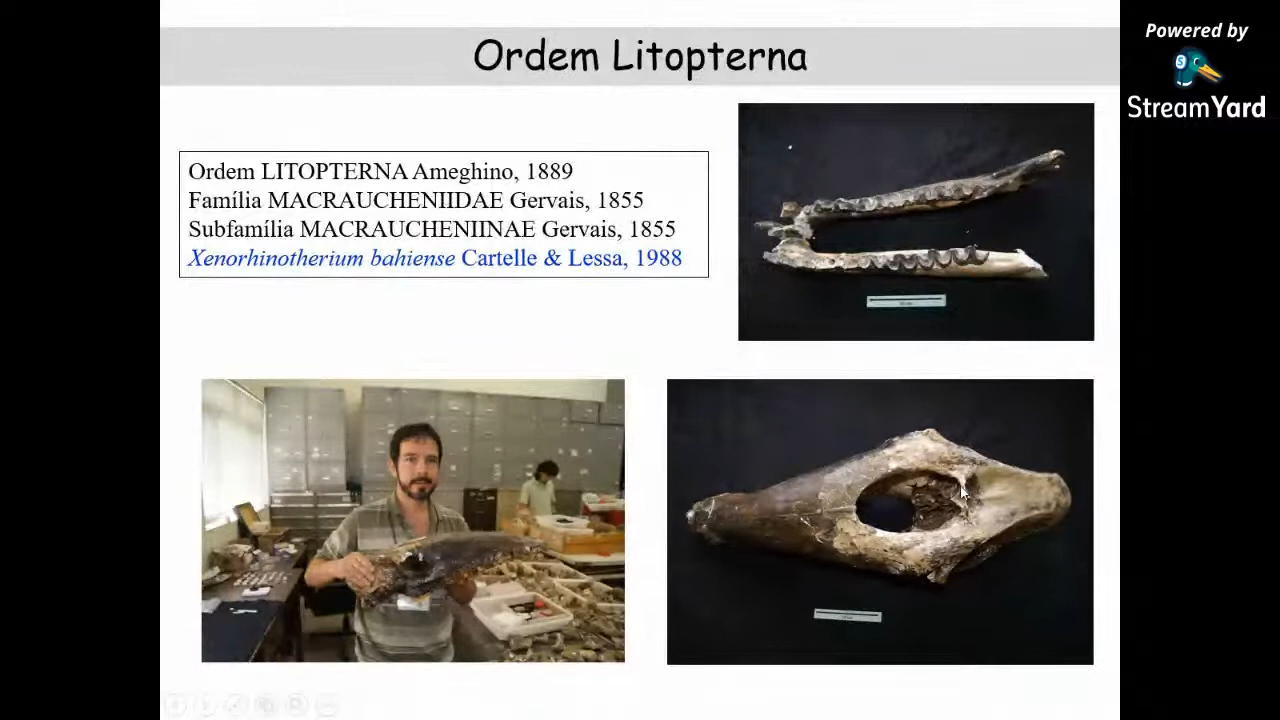 Ordem Litopterna
Powered by
StreamYard
Ordem LITOPTERNA Ameghino, 1889
Família MACRAUCHENIIDAE Gervais, 1855
Subfamília MACRAUCHENIINAE Gervais, 1855
Xenorhinotherium bahiense Cartelle & Lessa, 1988